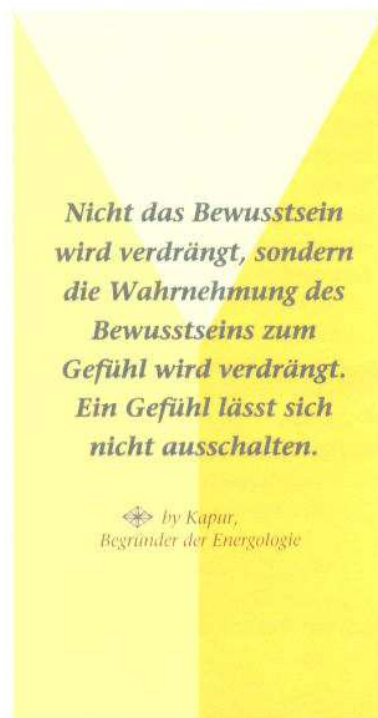 Nicht das Bewusstsein
wird verdrängt, sondern
die Wahrnehmung des
Bewusstseins zum
Gefühl wird verdrängt.
Ein Gefühl lässt sich
nicht ausschalten.
by Kapur,
Begründer der Energologie